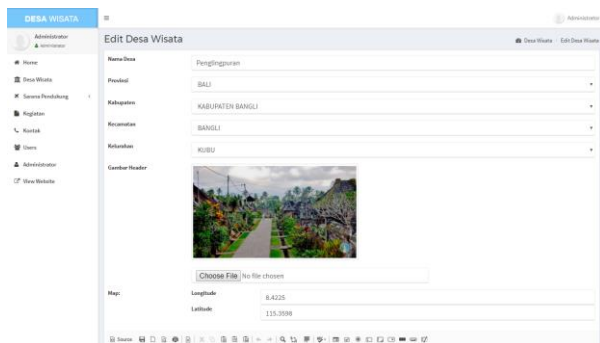 DESA WISATA
Administrator
Administrator
Administrator
Home
Desa Wisata
Sarana Pendukung
Kegiatan
Kontak
Users
Administrator
View Website
Edit Desa Wisata
Desa Wisata / Edit Desa Wisata
Nama Desa
Penglingpuran
Provinsi
BALI
Kabupaten
KABUPATEN BANGLI
Kecamatan
BANGLI
Kelurahan
KUBU
Gambar Header
Choose File No file chosen
Map:
Longitude
8.4225
Latitude
115.3598
Source